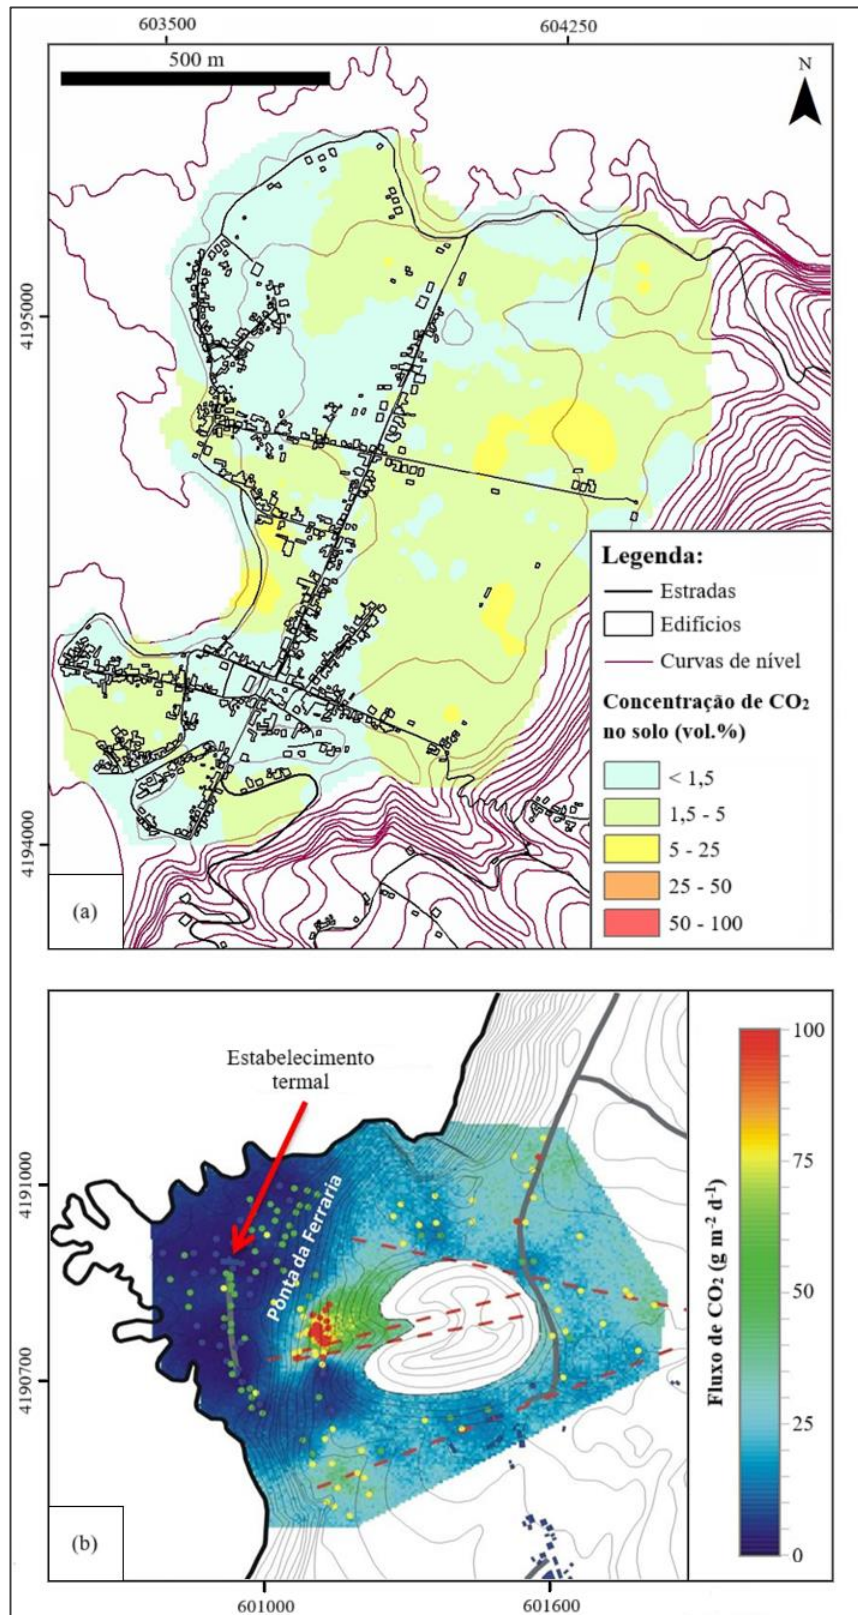 603500
604250
500 m
N
4195000
4194000
Legenda:
Estradas
Edifícios
Curvas de nível
Concentração de CO₂
no solo (vol.%)
< 1,5
1,5 - 5
5 - 25
25 - 50
50 - 100
(a)
Estabelecimento
termal
Ponta da Ferraria
4191000
4190700
100
75
50
25
0
Fluxo de CO₂ (g m⁻² d⁻¹)
(b)
601000
601600